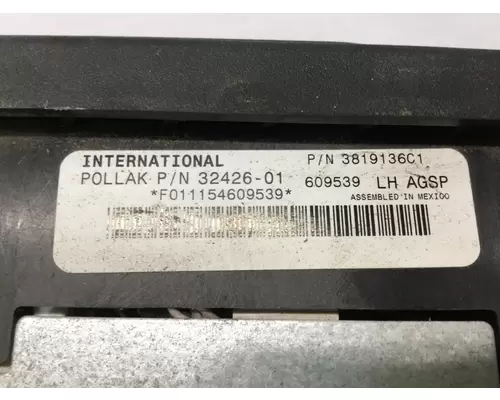 INTERNATIONAL P/N 3819136C1
POLLAK P/N 32426-01 609539 LH AGSP
*F011154609539* ASSEMBLED IN MEXICO